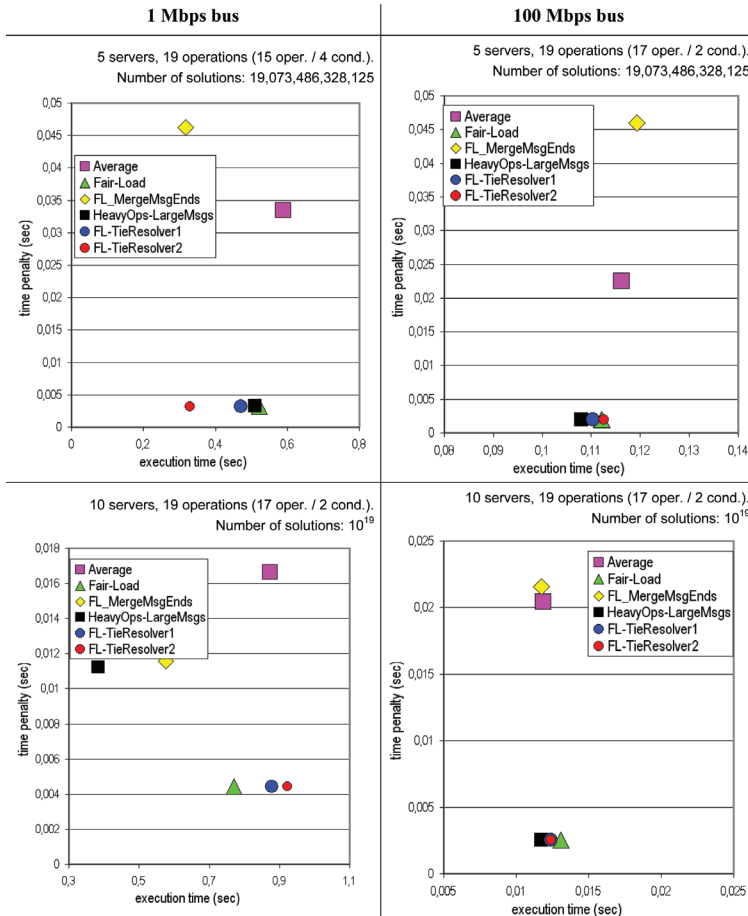 1 Mbps bus
100 Mbps bus
5 servers, 19 operations (15 oper. / 4 cond.).
Number of solutions: 19,073,486,328,125
0,05
0,045
0,04
0,035
0,03
0,025
0,02
0,015
0,01
0,005
0
time penalty (sec)
Average
Fair-Load
FL_MergeMsgEnds
HeavyOps-LargeMsgs
FL-TieResolver1
FL-TieResolver2
0 0,2 0,4 0,6 0,8
execution time (sec)
5 servers, 19 operations (17 oper. / 2 cond.).
Number of solutions: 19,073,486,328,125
0,05
0,045
0,04
0,035
0,03
0,025
0,02
0,015
0,01
0,005
0
time penalty (sec)
Average
Fair-Load
FL_MergeMsgEnds
HeavyOps-LargeMsgs
FL-TieResolver1
FL-TieResolver2
0,08 0,09 0,1 0,11 0,12 0,13 0,14
execution time (sec)
10 servers, 19 operations (17 oper. / 2 cond.).
Number of solutions: 10^19
0,018
0,016
0,014
0,012
0,01
0,008
0,006
0,004
0,002
0
time penalty (sec)
Average
Fair-Load
FL_MergeMsgEnds
HeavyOps-LargeMsgs
FL-TieResolver1
FL-TieResolver2
0,3 0,5 0,7 0,9 1,1
execution time (sec)
10 servers, 19 operations (17 oper. / 2 cond.).
Number of solutions: 10^19
0,025
0,02
0,015
0,01
0,005
0
time penalty (sec)
Average
Fair-Load
FL_MergeMsgEnds
HeavyOps-LargeMsgs
FL-TieResolver1
FL-TieResolver2
0,005 0,01 0,015 0,02 0,025
execution time (sec)